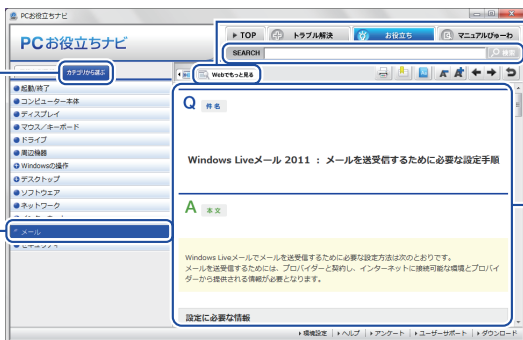 PCお役立ちナビ
PCお役立ちナビ
TOP
トラブル解決
お役立ち
マニュアルびゅーわ
SEARCH
検索
カテゴリから選ぶ
Webでもっと見る
起動/終了
コンピューター本体
ディスプレイ
マウス/キーボード
ドライブ
周辺機器
Windowsの操作
デスクトップ
ソフトウェア
ネットワーク
メール
セキュリティ
Q 件名
Windows Liveメール 2011 : メールを送受信するために必要な設定手順
A 本文
Windows Liveメールでメールを送受信するために必要な設定方法は次のとおりです。
メールを送受信するためには、プロバイダーと契約し、インターネットに接続可能な環境とプロバイ
ダーから提供される情報が必要となります。
設定に必要な情報
環境設定 ヘルプ アンケート ユーザーサポート ダウンロード